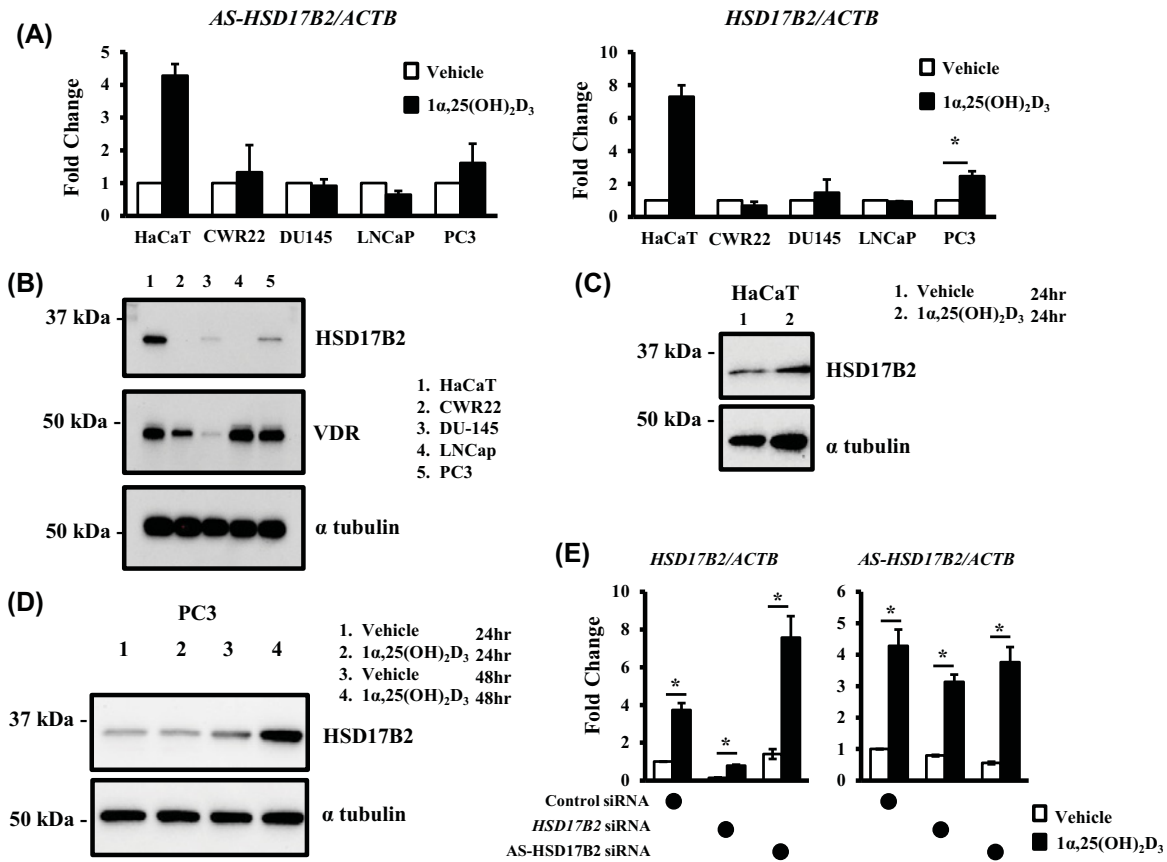 (A)
AS-HSD17B2/ACTB
Fold Change
5
4
3
2
1
0
Vehicle
1α,25(OH)₂D₃
HaCaT CWR22 DU145 LNCaP PC3
HSD17B2/ACTB
Fold Change
10
8
6
4
2
0
Vehicle
1α,25(OH)₂D₃
*
HaCaT CWR22 DU145 LNCaP PC3
(B)
1 2 3 4 5
37 kDa -
HSD17B2
50 kDa -
VDR
50 kDa -
α tubulin
1. HaCaT
2. CWR22
3. DU-145
4. LNCap
5. PC3
(C)
HaCaT
1 2
1. Vehicle 24hr
2. 1α,25(OH)₂D₃ 24hr
37 kDa -
HSD17B2
50 kDa -
α tubulin
(D)
PC3
1 2 3 4
1. Vehicle 24hr
2. 1α,25(OH)₂D₃ 24hr
3. Vehicle 48hr
4. 1α,25(OH)₂D₃ 48hr
37 kDa -
HSD17B2
50 kDa -
α tubulin
(E)
HSD17B2/ACTB
Fold Change
10
8
6
4
2
0
* * *
AS-HSD17B2/ACTB
6
5
4
3
2
1
0
* * *
Control siRNA
HSD17B2 siRNA
AS-HSD17B2 siRNA
Vehicle
1α,25(OH)₂D₃